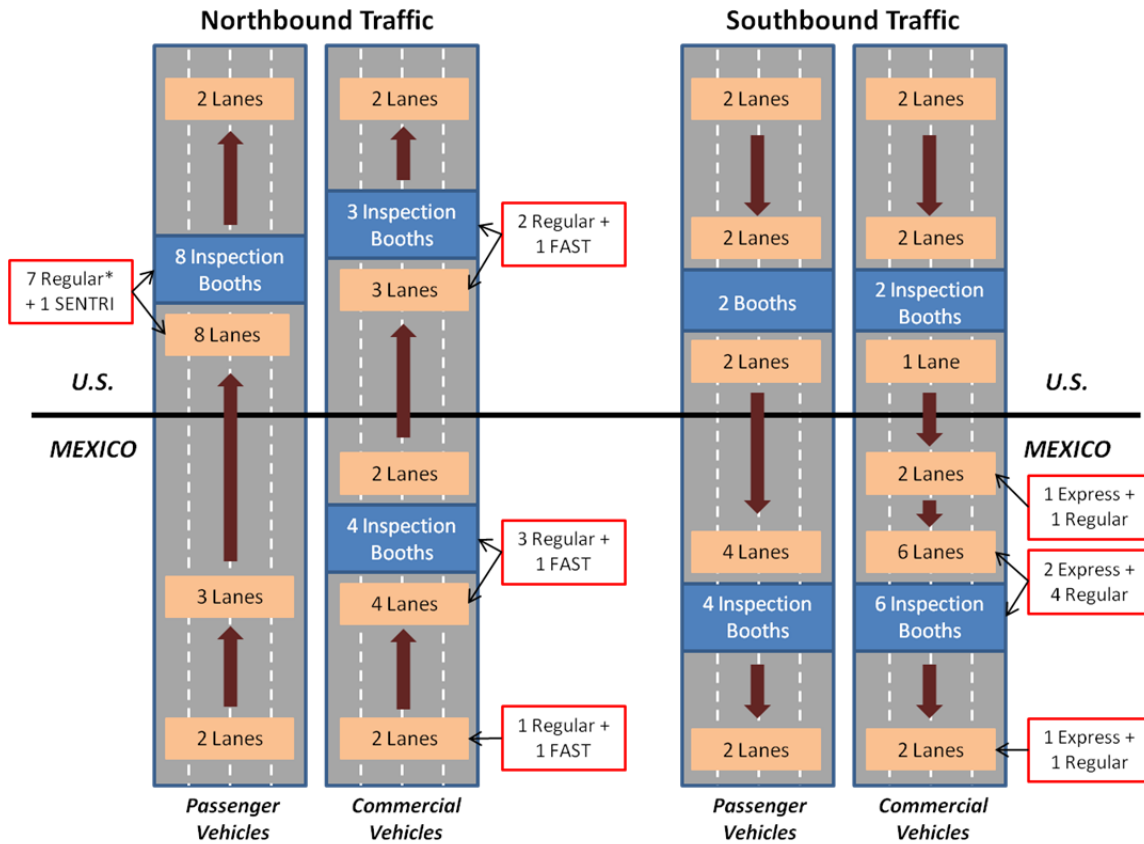 Northbound Traffic
2 Lanes
8 Inspection
Booths
8 Lanes
3 Lanes
2 Lanes
Passenger
Vehicles
7 Regular*
+ 1 SENTRI
2 Lanes
3 Inspection
Booths
3 Lanes
2 Lanes
4 Inspection
Booths
4 Lanes
2 Lanes
Commercial
Vehicles
2 Regular +
1 FAST
3 Regular +
1 FAST
1 Regular +
1 FAST
U.S.
MEXICO
Southbound Traffic
2 Lanes
2 Lanes
2 Booths
2 Lanes
4 Lanes
4 Inspection
Booths
2 Lanes
Passenger
Vehicles
2 Lanes
2 Lanes
2 Inspection
Booths
1 Lane
2 Lanes
6 Lanes
6 Inspection
Booths
2 Lanes
Commercial
Vehicles
U.S.
MEXICO
1 Express +
1 Regular
2 Express +
4 Regular
1 Express +
1 Regular